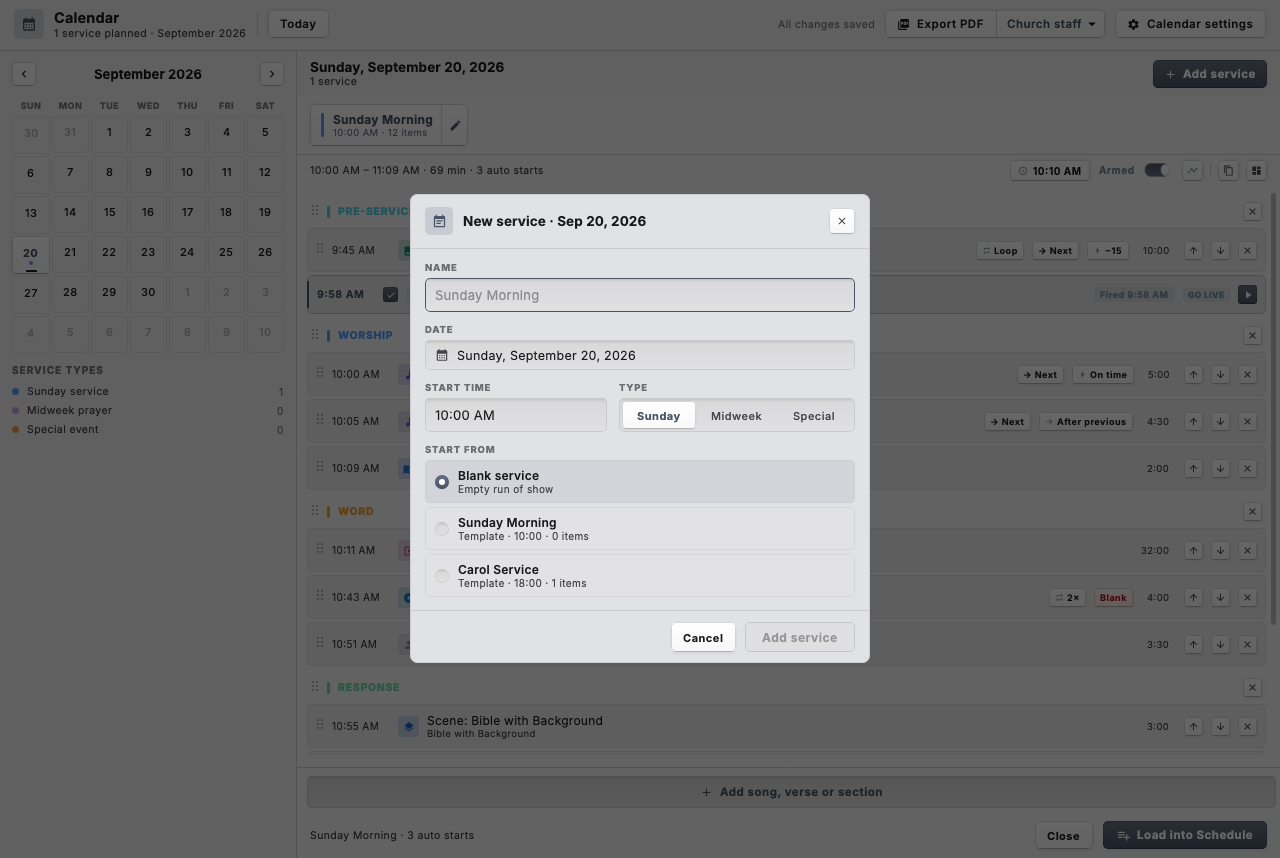 Calendar
1 service planned · September 2026
Today
All changes saved
Export PDF
Church staff
Calendar settings
September 2026
SUN MON TUE WED THU FRI SAT
30 31 1 2 3 4 5
6 7 8 9 10 11 12
13 14 15 16 17 18 19
20 21 22 23 24 25 26
27 28 29 30 1 2 3
4 5 6 7 8 9 10
SERVICE TYPES
Sunday service 1
Midweek prayer 0
Special event 0
Sunday, September 20, 2026
1 service
+ Add service
Sunday Morning
10:00 AM · 12 items
10:00 AM – 11:09 AM · 69 min · 3 auto starts
10:10 AM
Armed
9:45 AM Loop → Next −15 10:00
9:58 AM Fired 9:58 AM GO LIVE
WORSHIP
10:00 AM → Next On time 5:00
10:05 AM → Next → After previous 4:30
10:09 AM 2:00
WORD
10:11 AM 32:00
10:43 AM 2× Blank 4:00
10:51 AM 3:30
RESPONSE
10:55 AM Scene: Bible with Background 3:00
Bible with Background
+ Add song, verse or section
Sunday Morning · 3 auto starts
Close
Load into Schedule
New service · Sep 20, 2026
NAME
Sunday Morning
DATE
Sunday, September 20, 2026
START TIME
10:00 AM
TYPE
Sunday Midweek Special
START FROM
Blank service
Empty run of show
Sunday Morning
Template · 10:00 · 0 items
Carol Service
Template · 18:00 · 1 items
Cancel
Add service